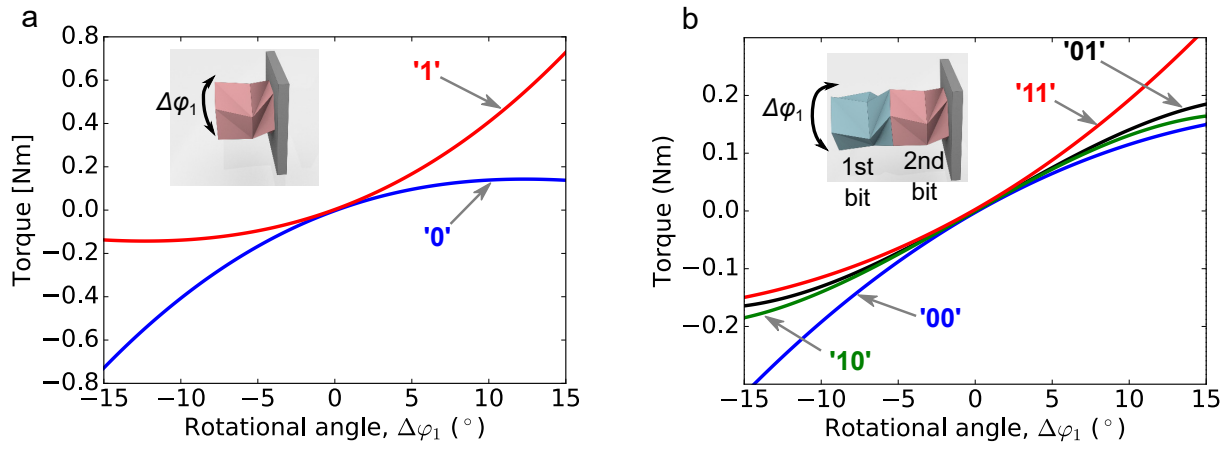 a
Torque [Nm]
0.8
0.6
0.4
0.2
0.0
−0.2
−0.4
−0.6
−0.8
Δφ₁
'1'
'0'
−15 −10 −5 0 5 10 15
Rotational angle, Δφ₁ (°)
b
Torque (Nm)
0.2
0.1
0.0
−0.1
−0.2
Δφ₁
1st 2nd
bit bit
'01'
'11'
'00'
'10'
−15 −10 −5 0 5 10 15
Rotational angle, Δφ₁ (°)